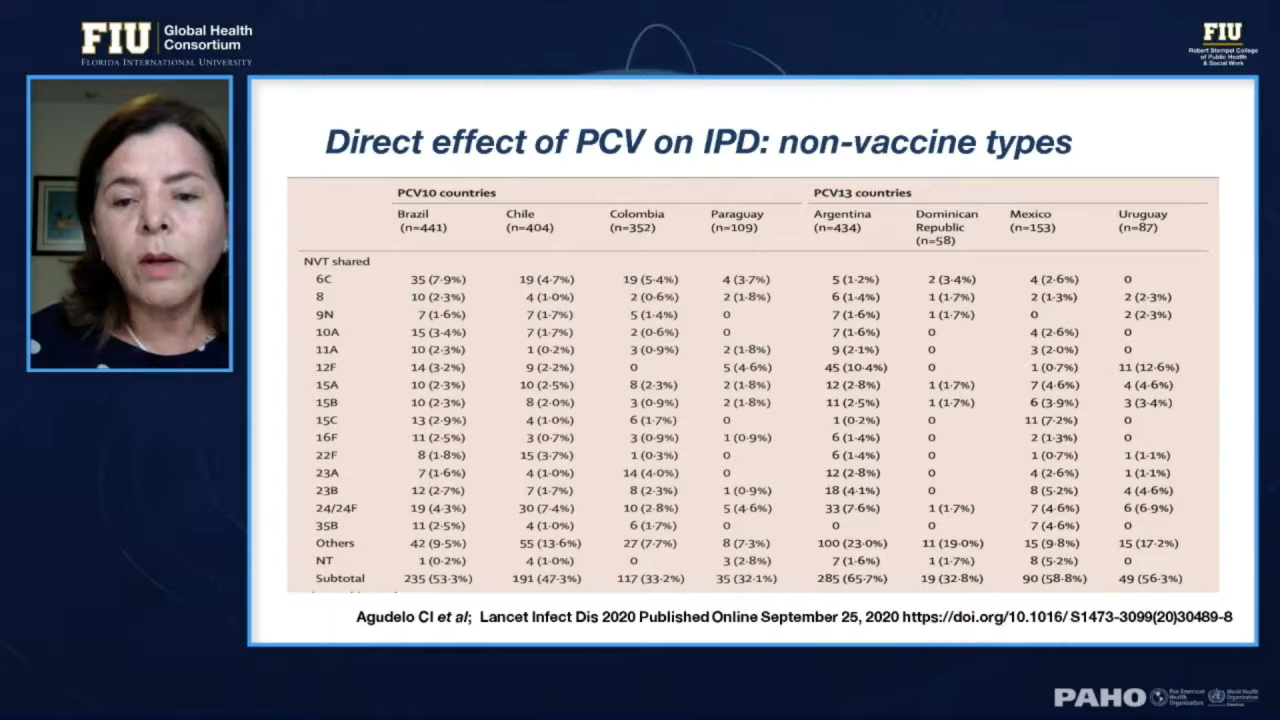 FIU Global Health Consortium
FLORIDA INTERNATIONAL UNIVERSITY
FIU
Robert Stempel College
of Public Health
& Social Work
Direct effect of PCV on IPD: non-vaccine types
PCV10 countries PCV13 countries
Brazil (n=441) Chile (n=404) Colombia (n=352) Paraguay (n=109) Argentina (n=434) Dominican Republic (n=58) Mexico (n=153) Uruguay (n=87)
NVT shared
6C 35 (7·9%) 19 (4·7%) 19 (5·4%) 4 (3·7%) 5 (1·2%) 2 (3·4%) 4 (2·6%) 0
8 10 (2·3%) 4 (1·0%) 2 (0·6%) 2 (1·8%) 6 (1·4%) 1 (1·7%) 2 (1·3%) 2 (2·3%)
9N 7 (1·6%) 7 (1·7%) 5 (1·4%) 0 7 (1·6%) 1 (1·7%) 0 2 (2·3%)
10A 15 (3·4%) 7 (1·7%) 2 (0·6%) 0 7 (1·6%) 0 4 (2·6%) 0
11A 10 (2·3%) 1 (0·2%) 3 (0·9%) 2 (1·8%) 9 (2·1%) 0 3 (2·0%) 0
12F 14 (3·2%) 9 (2·2%) 0 5 (4·6%) 45 (10·4%) 0 1 (0·7%) 11 (12·6%)
15A 10 (2·3%) 10 (2·5%) 8 (2·3%) 2 (1·8%) 12 (2·8%) 1 (1·7%) 7 (4·6%) 4 (4·6%)
15B 10 (2·3%) 8 (2·0%) 3 (0·9%) 2 (1·8%) 11 (2·5%) 1 (1·7%) 6 (3·9%) 3 (3·4%)
15C 13 (2·9%) 4 (1·0%) 6 (1·7%) 0 1 (0·2%) 0 11 (7·2%) 0
16F 11 (2·5%) 3 (0·7%) 3 (0·9%) 1 (0·9%) 6 (1·4%) 0 2 (1·3%) 0
22F 8 (1·8%) 15 (3·7%) 1 (0·3%) 0 6 (1·4%) 0 1 (0·7%) 1 (1·1%)
23A 7 (1·6%) 4 (1·0%) 14 (4·0%) 0 12 (2·8%) 0 4 (2·6%) 1 (1·1%)
23B 12 (2·7%) 7 (1·7%) 8 (2·3%) 1 (0·9%) 18 (4·1%) 0 8 (5·2%) 4 (4·6%)
24/24F 19 (4·3%) 30 (7·4%) 10 (2·8%) 5 (4·6%) 33 (7·6%) 1 (1·7%) 7 (4·6%) 6 (6·9%)
35B 11 (2·5%) 4 (1·0%) 6 (1·7%) 0 0 0 7 (4·6%) 0
Others 42 (9·5%) 55 (13·6%) 27 (7·7%) 8 (7·3%) 100 (23·0%) 11 (19·0%) 15 (9·8%) 15 (17·2%)
NT 1 (0·2%) 4 (1·0%) 0 3 (2·8%) 7 (1·6%) 1 (1·7%) 8 (5·2%) 0
Subtotal 235 (53·3%) 191 (47·3%) 117 (33·2%) 35 (32·1%) 285 (65·7%) 19 (32·8%) 90 (58·8%) 49 (56·3%)
Agudelo CI et al; Lancet Infect Dis 2020 Published Online September 25, 2020 https://doi.org/10.1016/ S1473-3099(20)30489-8
PAHO Pan American Health Organization World Health Organization